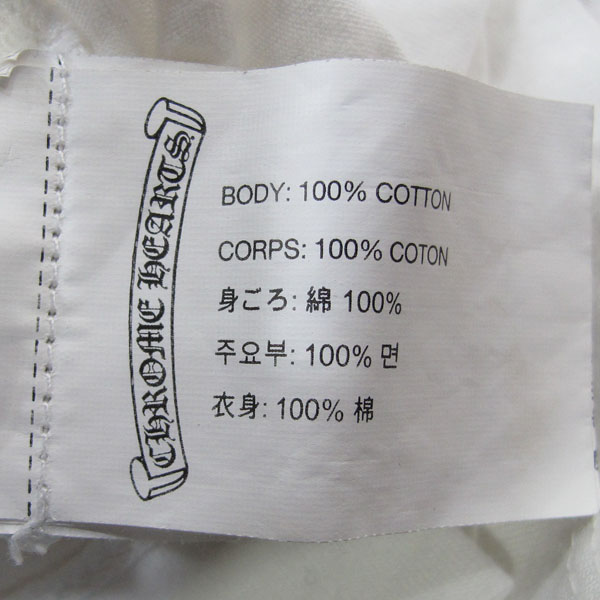 CHROME HEARTS
BODY: 100% COTTON
CORPS: 100% COTON
身ごろ: 綿 100%
주요부: 100% 면
衣身: 100% 棉